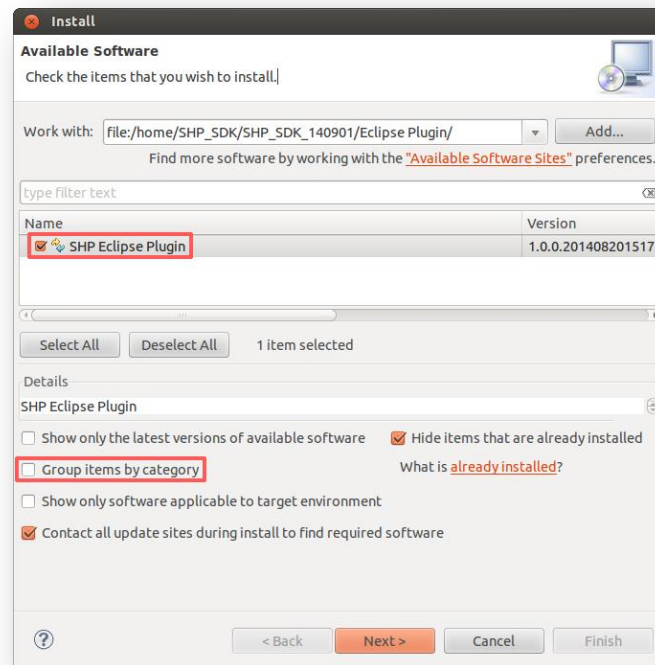 Install
Available Software
Check the items that you wish to install.
Work with: file:/home/SHP_SDK/SHP_SDK_140901/Eclipse Plugin/ Add...
Find more software by working with the "Available Software Sites" preferences.
type filter text
Name Version
SHP Eclipse Plugin 1.0.0.201408201517
Select All Deselect All 1 item selected
Details
SHP Eclipse Plugin
Show only the latest versions of available software Hide items that are already installed
Group items by category What is already installed?
Show only software applicable to target environment
Contact all update sites during install to find required software
? < Back Next > Cancel Finish